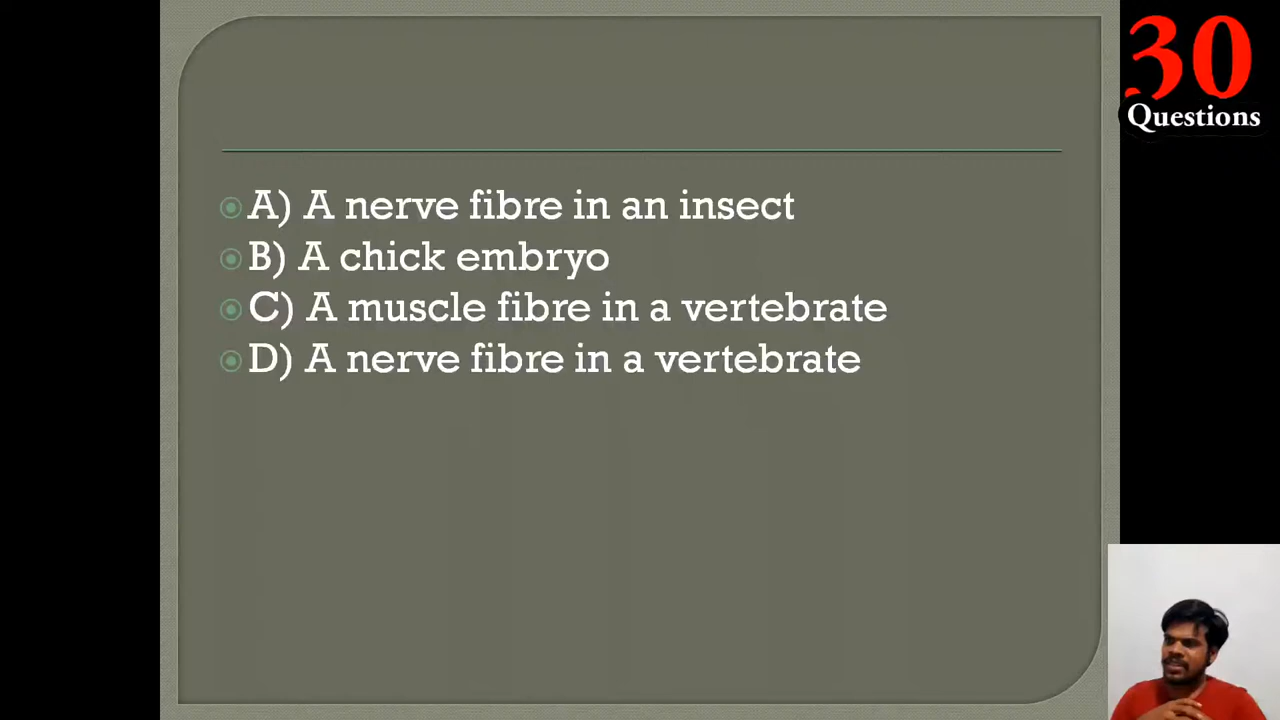 30
Questions
A) A nerve fibre in an insect
B) A chick embryo
C) A muscle fibre in a vertebrate
D) A nerve fibre in a vertebrate